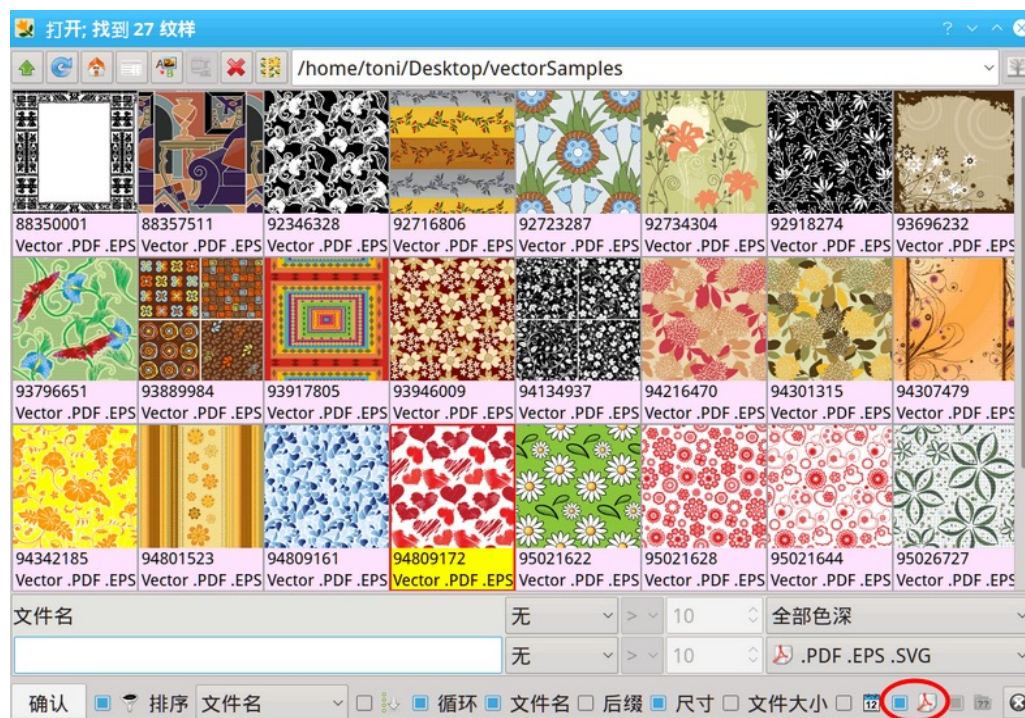 打开; 找到 27 纹样
/home/toni/Desktop/vectorSamples
88350001 88357511 92346328 92716806 92723287 92734304 92918274 93696232
Vector .PDF .EPS Vector .PDF .EPS Vector .PDF .EPS Vector .PDF .EPS Vector .PDF .EPS Vector .PDF .EPS Vector .PDF .EPS Vector .PDF .EPS
93796651 93889984 93917805 93946009 94134937 94216470 94301315 94307479
Vector .PDF .EPS Vector .PDF .EPS Vector .PDF .EPS Vector .PDF .EPS Vector .PDF .EPS Vector .PDF .EPS Vector .PDF .EPS Vector .PDF .EPS
94342185 94801523 94809161 94809172 95021622 95021628 95021644 95026727
Vector .PDF .EPS Vector .PDF .EPS Vector .PDF .EPS Vector .PDF .EPS Vector .PDF .EPS Vector .PDF .EPS Vector .PDF .EPS Vector .PDF .EPS
文件名 无 > 10 全部色深
无 > 10 .PDF .EPS .SVG
确认 排序 文件名 循环 文件名 后缀 尺寸 文件大小 12 ??